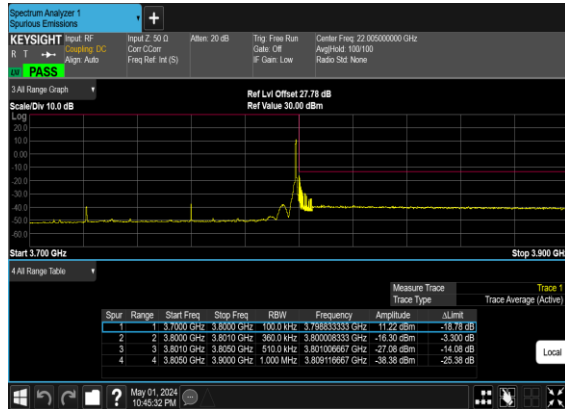 Spectrum Analyzer 1
Spurious Emissions
+
KEYSIGHT Input: RF Input Z: 50 Ω Atten: 20 dB Trig: Free Run Center Freq: 22.005000000 GHz
R T Coupling: DC Corr CCorr Gate: Off Avg|Hold: 100/100
Align: Auto Freq Ref: Int (S) IF Gain: Low Radio Std: None
PASS
3 All Range Graph
Ref Lvl Offset 27.78 dB
Scale/Div 10.0 dB Ref Value 30.00 dBm
Log
20.0
10.0
0.00
-10.0
-20.0
-30.0
-40.0
-50.0
-60.0
Start 3.700 GHz Stop 3.900 GH
4 All Range Table
Measure Trace Trace 1
Trace Type Trace Average (Active)
Spur Range Start Freq Stop Freq RBW Frequency Amplitude ΔLimit
1 1 3.7000 GHz 3.8000 GHz 100.0 kHz 3.798833333 GHz 11.22 dBm -18.78 dB
2 2 3.8000 GHz 3.8010 GHz 360.0 kHz 3.800008333 GHz -16.30 dBm -3.300 dB
3 3 3.8010 GHz 3.8050 GHz 510.0 kHz 3.801006667 GHz -27.08 dBm -14.08 dB
4 4 3.8050 GHz 3.9000 GHz 1.000 MHz 3.809116667 GHz -38.38 dBm -25.38 dB
Local
?
May 01, 2024
10:45:32 PM